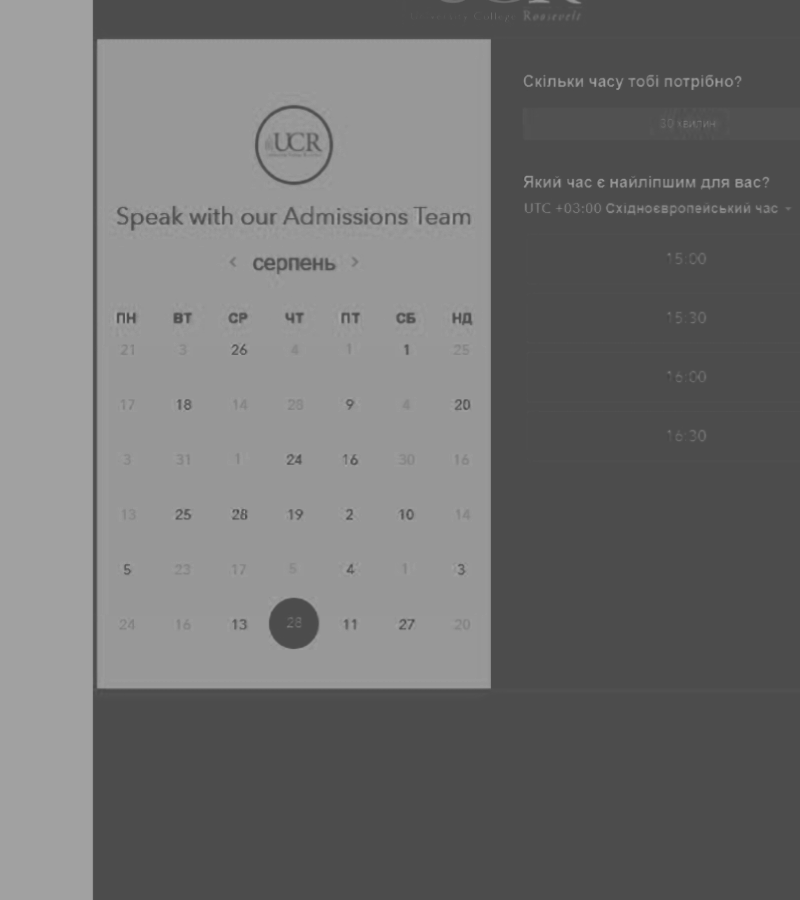 University College Roosevelt
UCR
Speak with our Admissions Team
‹ серпень ›
ПН ВТ СР ЧТ ПТ СБ НД
21 3 26 4 1 1 25
17 18 14 28 9 4 20
3 31 1 24 16 30 16
13 25 28 19 2 10 14
5 23 17 5 4 1 3
24 16 13 28 11 27 20
Скільки часу тобі потрібно?
30 хвилин
Який час є найліпшим для вас?
UTC +03:00 Східноєвропейський час
15:00
15:30
16:00
16:30